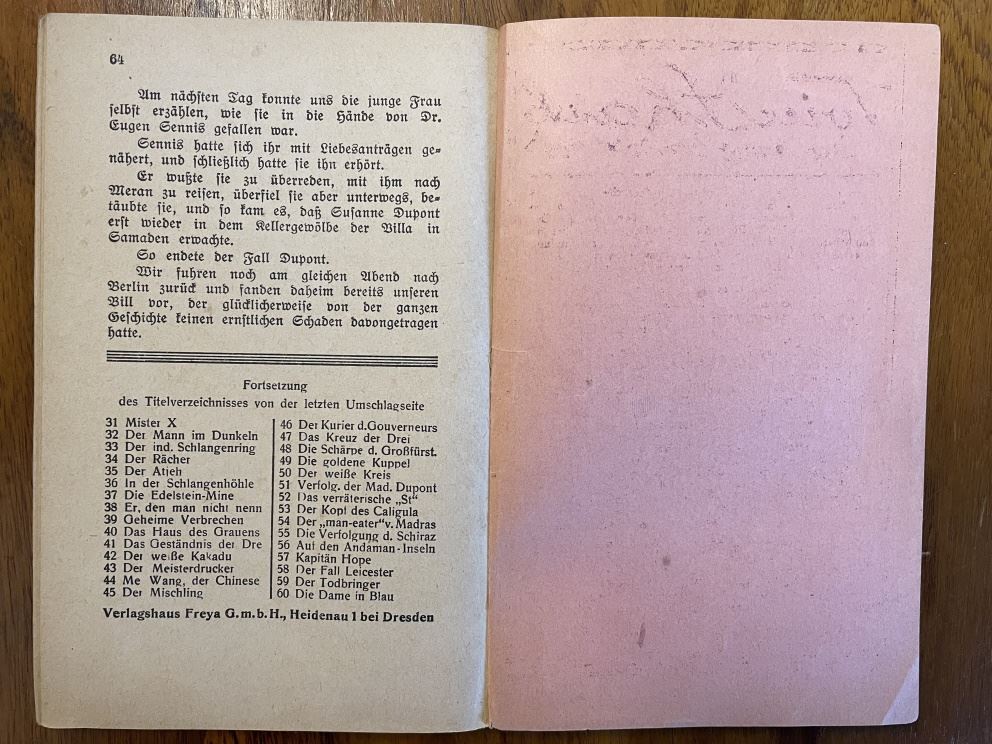 64
Am nächsten Tag konnte uns die junge Frau
selbst erzählen, wie sie in die Hände von Dr.
Eugen Sennis gefallen war.
Sennis hatte sich ihr mit Liebesanträgen ge-
nähert, und schließlich hatte sie ihn erhört.
Er wußte sie zu überreden, mit ihm nach
Meran zu reisen, überfiel sie aber unterwegs, be-
täubte sie, und so kam es, daß Susanne Dupont
erst wieder in dem Kellergewölbe der Villa in
Samaden erwachte.
So endete der Fall Dupont.
Wir fuhren noch am gleichen Abend nach
Berlin zurück und fanden daheim bereits unseren
Bill vor, der glücklicherweise von der ganzen
Geschichte keinen ernstlichen Schaden davongetragen
hatte.
Fortsetzung
des Titelverzeichnisses von der letzten Umschlagseite
31 Mister X
32 Der Mann im Dunkeln
33 Der ind. Schlangenring
34 Der Rächer
35 Der Atjeh
36 In der Schlangenhöhle
37 Die Edelstein-Mine
38 Er, den man nicht nenn
39 Geheime Verbrechen
40 Das Haus des Grauens
41 Das Geständnis der Dre
42 Der weiße Kakadu
43 Der Meisterdrucker
44 Me Wang, der Chinese
45 Der Mischling
46 Der Kurier d.Gouverneurs
47 Das Kreuz der Drei
48 Die Schärpe d. Großfürst.
49 Die goldene Kuppel
50 Der weiße Kreis
51 Verfolg. der Mad. Dupont
52 Das verräterische „St“
53 Der Kopf des Caligula
54 Der „man-eater“ v. Madras
55 Die Verfolgung d. Schiraz
56 Auf den Andaman-Inseln
57 Kapitän Hope
58 Der Fall Leicester
59 Der Todbringer
60 Die Dame in Blau
Verlagshaus Freya G.m.b.H., Heidenau 1 bei Dresden